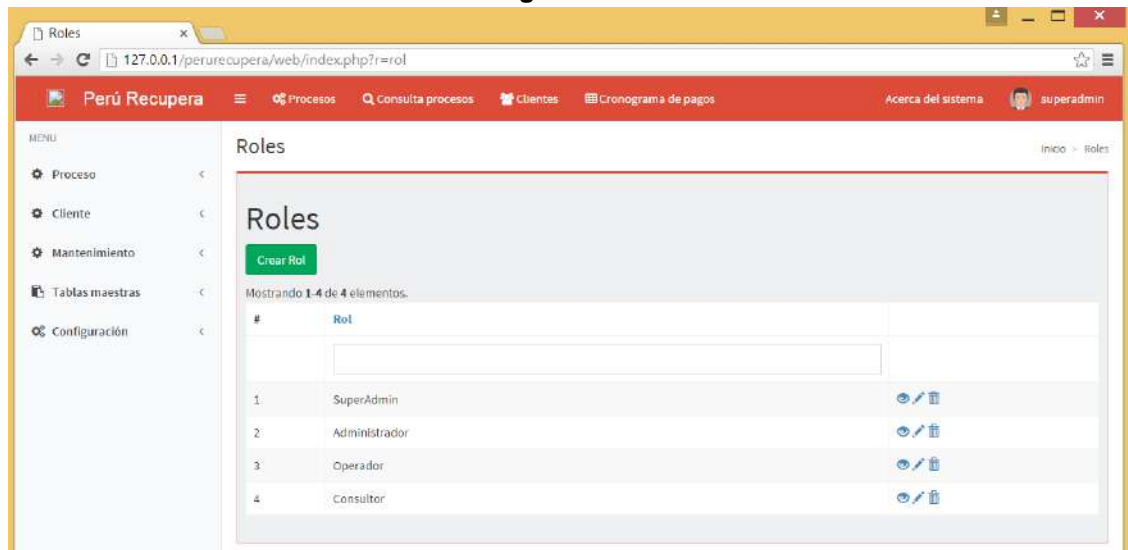 Roles
127.0.0.1/perurecupera/web/index.php?r=rol
Perú Recupera Procesos Consulta procesos Clientes Cronograma de pagos Acerca del sistema superadmin
MENU
Roles Inicio > Roles
Proceso
Cliente
Mantenimiento
Tablas maestras
Configuración
Roles
Crear Rol
Mostrando 1-4 de 4 elementos.
# Rol
1 SuperAdmin
2 Administrador
3 Operador
4 Consultor